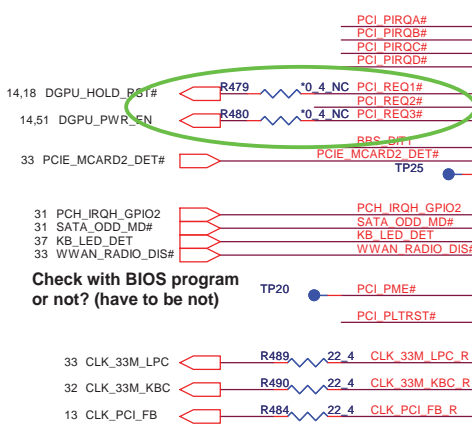 PCI_PIRQA#
PCI_PIRQB#
PCI_PIRQC#
PCI_PIRQD#
14,18 DGPU_HOLD_RST# R479 *0_4_NC PCI_REQ1#
PCI_REQ2#
14,51 DGPU_PWR_EN R480 *0_4_NC PCI_REQ3#
BBS_BIT1
33 PCIE_MCARD2_DET# PCIE_MCARD2_DET#
TP25
31 PCH_IRQH_GPIO2 PCH_IRQH_GPIO2
31 SATA_ODD_MD# SATA_ODD_MD#
37 KB_LED_DET KB_LED_DET
33 WWAN_RADIO_DIS# WWAN_RADIO_DIS#
Check with BIOS program
or not? (have to be not)
TP20 PCI_PME#
PCI_PLTRST#
33 CLK_33M_LPC R489 22_4 CLK_33M_LPC_R
32 CLK_33M_KBC R490 22_4 CLK_33M_KBC_R
13 CLK_PCI_FB R484 22_4 CLK_PCI_FB_R